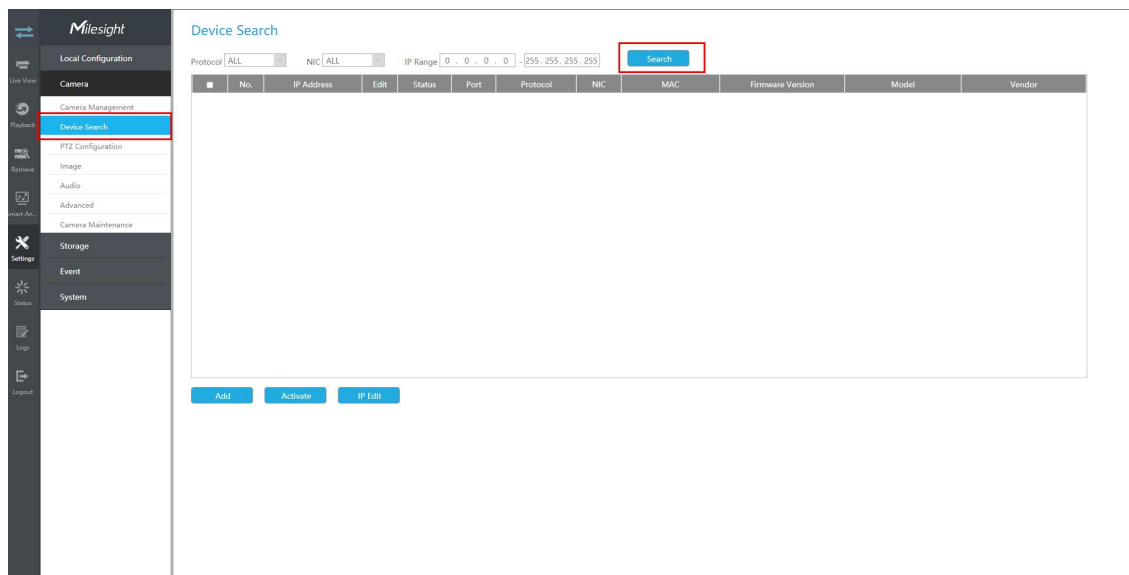 Milesight
Live View
Playback
Retrieve
Smart An...
Settings
Status
Logs
Logout
Local Configuration
Camera
Camera Management
Device Search
PTZ Configuration
Image
Audio
Advanced
Camera Maintenance
Storage
Event
System
Device Search
Protocol ALL NIC ALL IP Range 0 . 0 . 0 . 0 - 255. 255. 255. 255 Search
No. IP Address Edit Status Port Protocol NIC MAC Firmware Version Model Vendor
Add Activate IP Edit